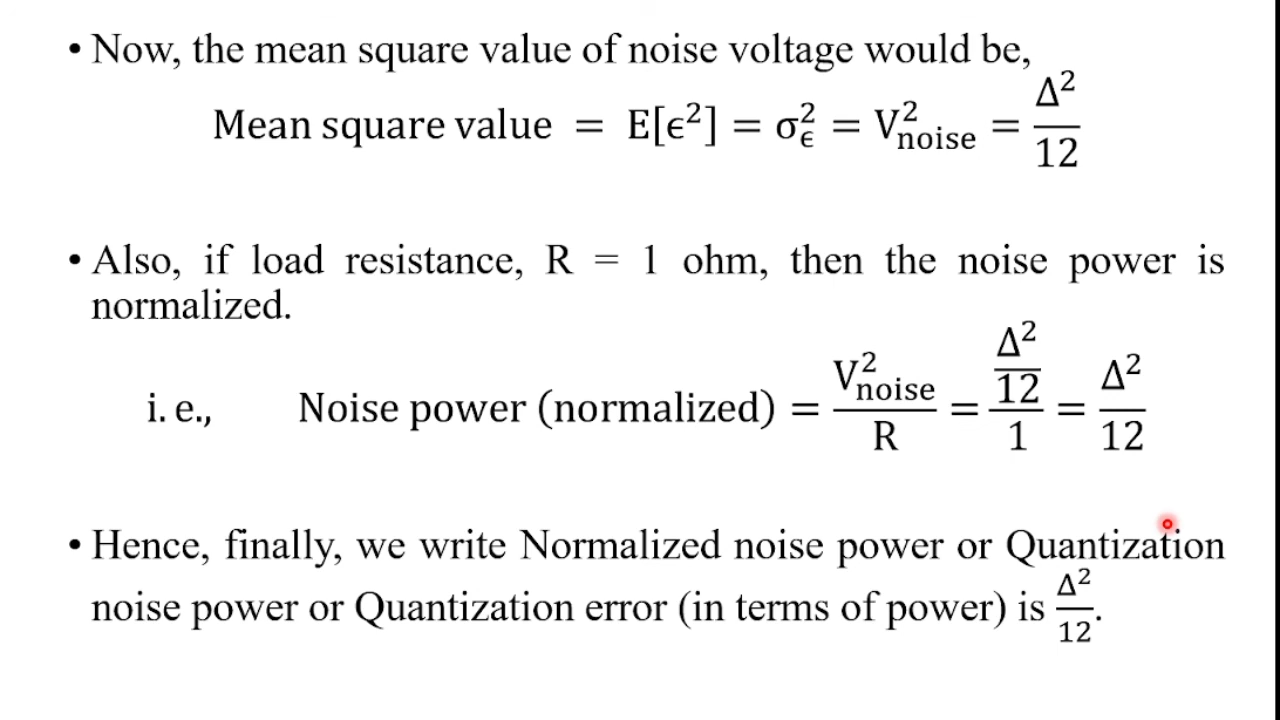 • Now, the mean square value of noise voltage would be,
Mean square value = E[ϵ²] = σ_ϵ² = V_noise² = Δ²/12
• Also, if load resistance, R = 1 ohm, then the noise power is
normalized.
i. e., Noise power (normalized) = V_noise²/R = (Δ²/12)/1 = Δ²/12
• Hence, finally, we write Normalized noise power or Quantization
noise power or Quantization error (in terms of power) is Δ²/12.